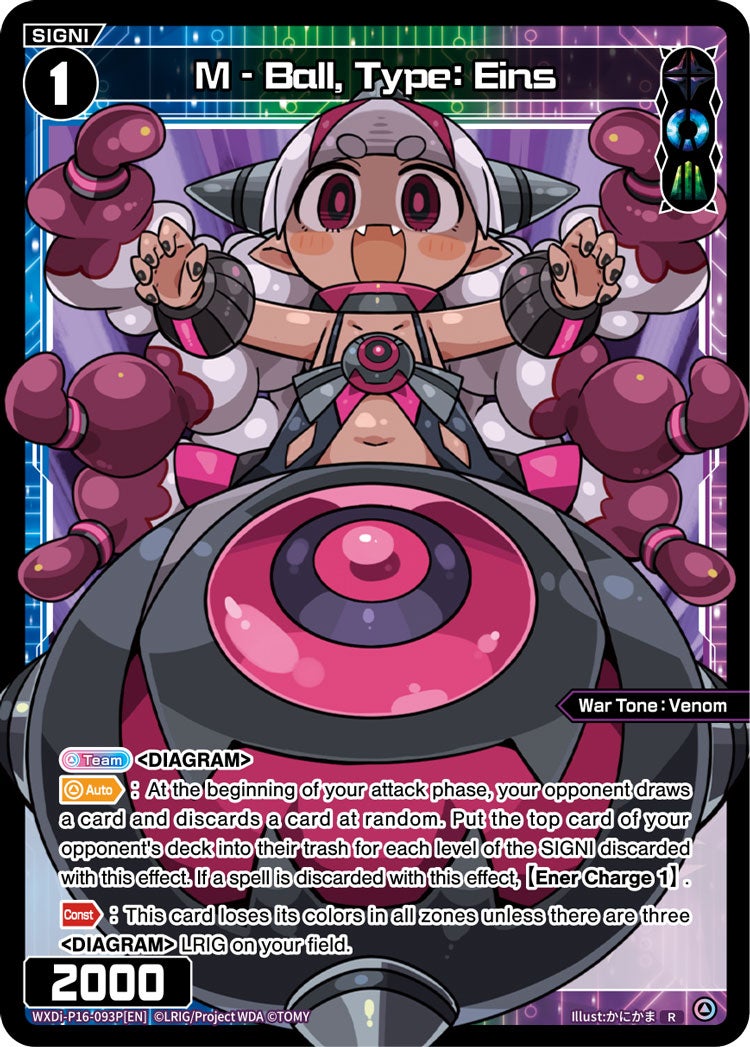 SIGNI
1
M - Ball, Type: Eins
War Tone : Venom
Team <DIAGRAM>
Auto : At the beginning of your attack phase, your opponent draws
a card and discards a card at random. Put the top card of your
opponent's deck into their trash for each level of the SIGNI discarded
with this effect. If a spell is discarded with this effect, 【Ener Charge 1】 .
Const : This card loses its colors in all zones unless there are three
<DIAGRAM> LRIG on your field.
2000
WXDi-P16-093P[EN] ©LRIG/Project WDA ©TOMY Illust:かにかま R